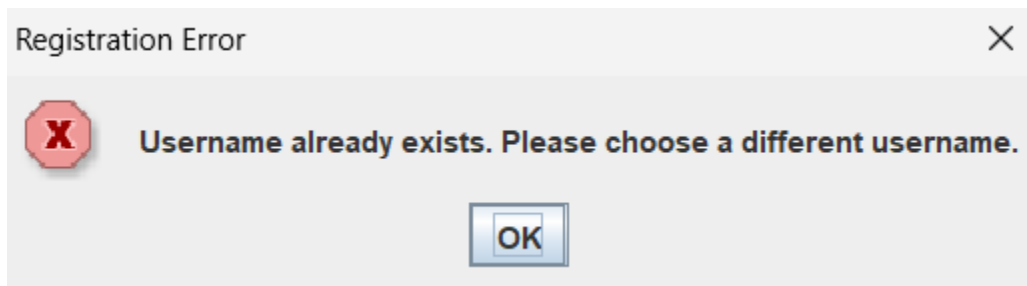 Registration Error
Username already exists. Please choose a different username.
OK